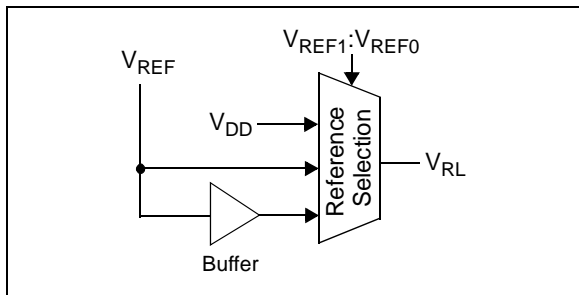 VREF1:VREF0
VREF
VDD
Reference
Selection
VRL
Buffer